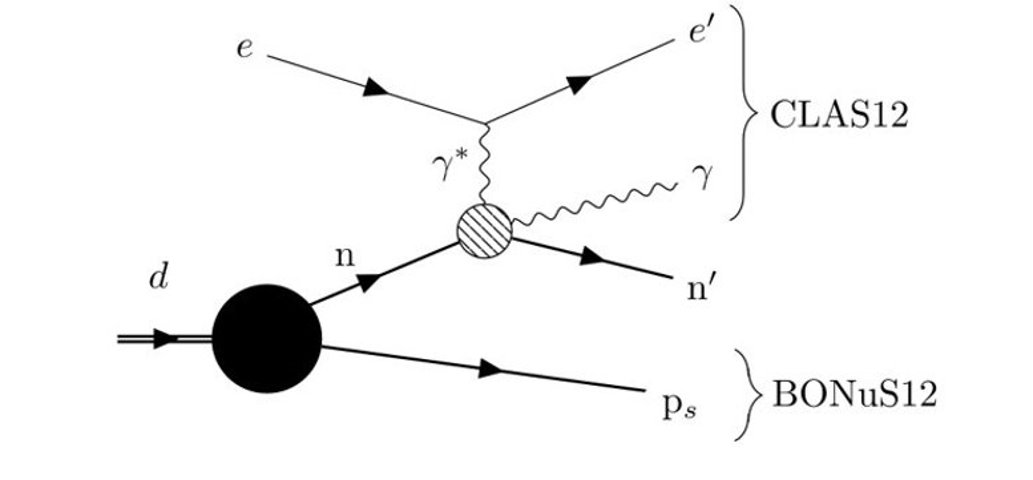 e
e′
CLAS12
γ*
γ
n
n′
d
p_s
BONuS12